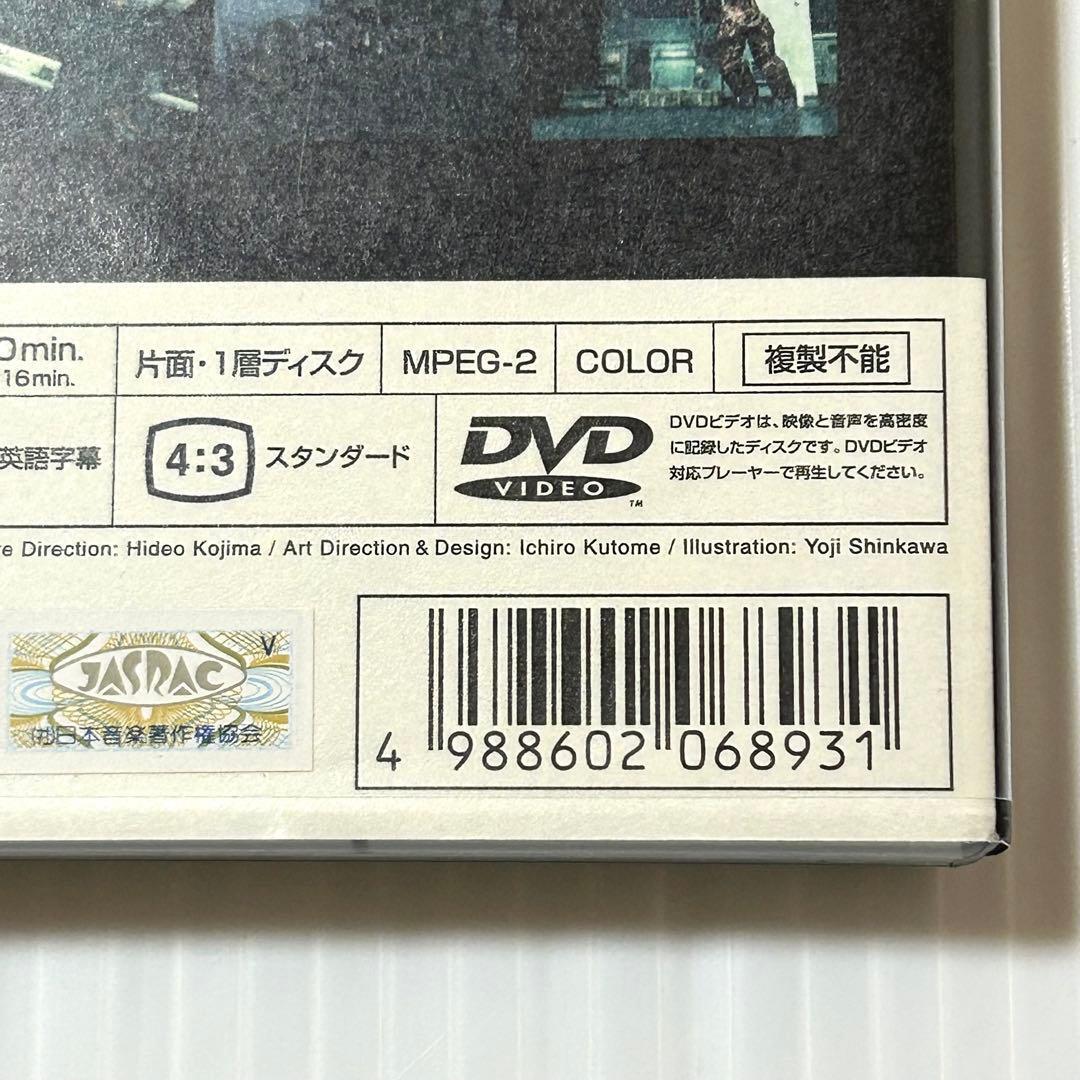 0min.
16min.
片面・1層ディスク
MPEG-2
COLOR
複製不能
英語字幕
4:3
スタンダード
DVD
VIDEO
TM
DVDビデオは、映像と音声を高密度
に記録したディスクです。DVDビデオ
対応プレーヤーで再生してください。
re Direction: Hideo Kojima / Art Direction & Design: Ichiro Kutome / Illustration: Yoji Shinkawa
V
JASRAC
(社)日本音楽著作権協会
4 988602 068931